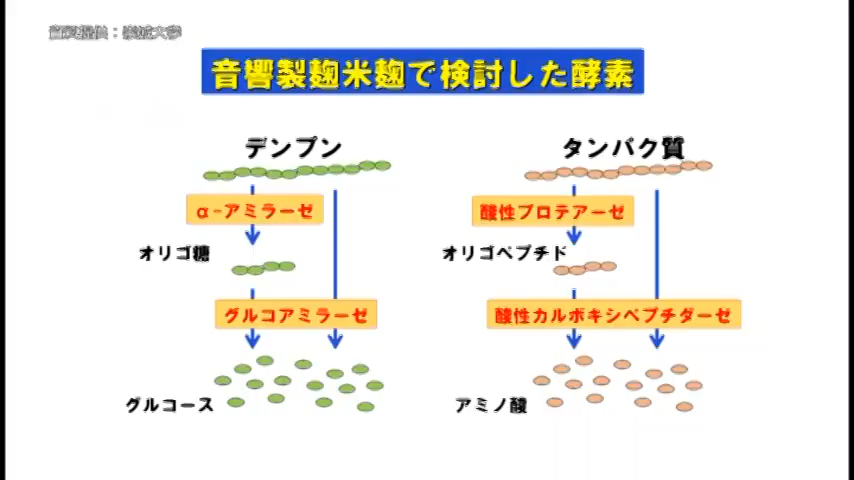 資料提供：崇城大学
音響製麹米麹で検討した酵素
デンプン
タンパク質
α-アミラーゼ
酸性プロテアーゼ
オリゴ糖
オリゴペプチド
グルコアミラーゼ
酸性カルボキシペプチダーゼ
グルコース
アミノ酸